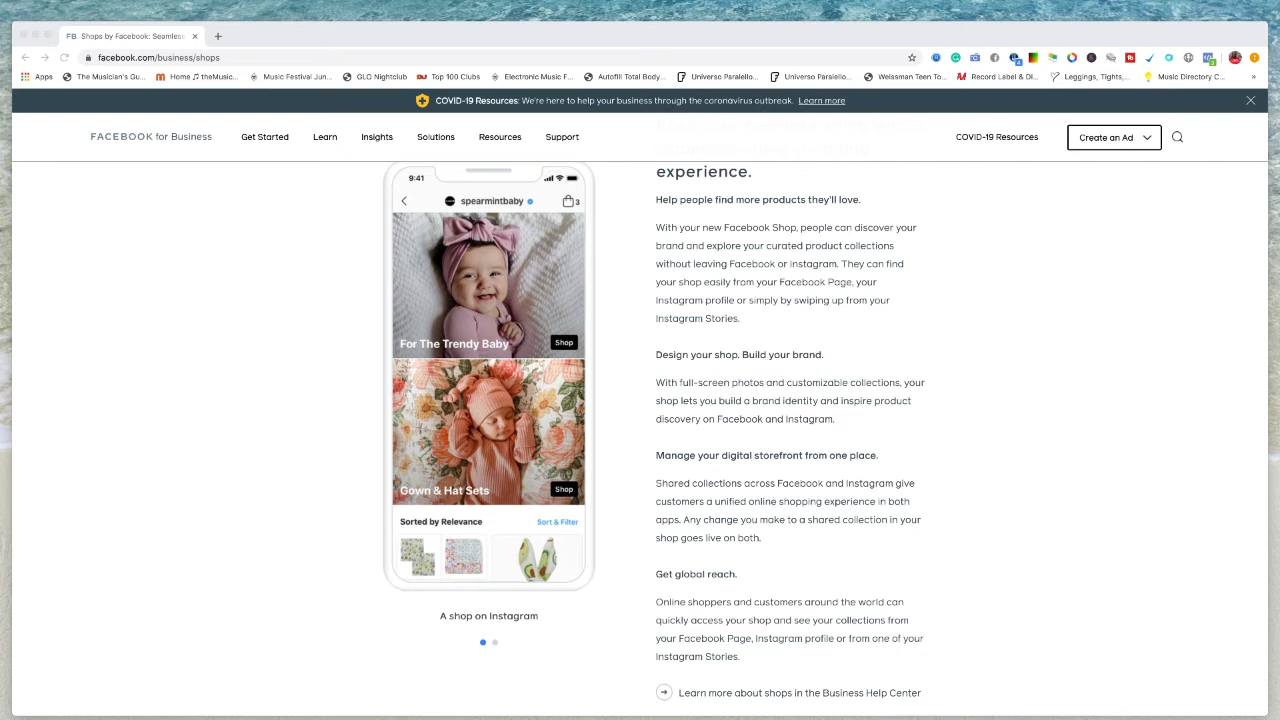 FB Shops by Facebook: Seamless
facebook.com/business/shops
Apps The Musician's Gu... Home ♫ theMusic... Music Festival Jun... GLO Nightclub Top 100 Clubs Electronic Music F... Autofill Total Body... Universo Paralello... Universo Paralello... Weissman Teen To... Record Label & DI... Leggings, Tights,... Music Directory C... »
COVID-19 Resources: We're here to help your business through the coronavirus outbreak. Learn more
FACEBOOK for Business Get Started Learn Insights Solutions Resources Support COVID-19 Resources Create an Ad
9:41
spearmintbaby 3
For The Trendy Baby Shop
Gown & Hat Sets Shop
Sorted by Relevance Sort & Filter
A shop on Instagram
experience.
Help people find more products they'll love.
With your new Facebook Shop, people can discover your
brand and explore your curated product collections
without leaving Facebook or Instagram. They can find
your shop easily from your Facebook Page, your
Instagram profile or simply by swiping up from your
Instagram Stories.
Design your shop. Build your brand.
With full-screen photos and customizable collections, your
shop lets you build a brand identity and inspire product
discovery on Facebook and Instagram.
Manage your digital storefront from one place.
Shared collections across Facebook and Instagram give
customers a unified online shopping experience in both
apps. Any change you make to a shared collection in your
shop goes live on both.
Get global reach.
Online shoppers and customers around the world can
quickly access your shop and see your collections from
your Facebook Page, Instagram profile or from one of your
Instagram Stories.
Learn more about shops in the Business Help Center